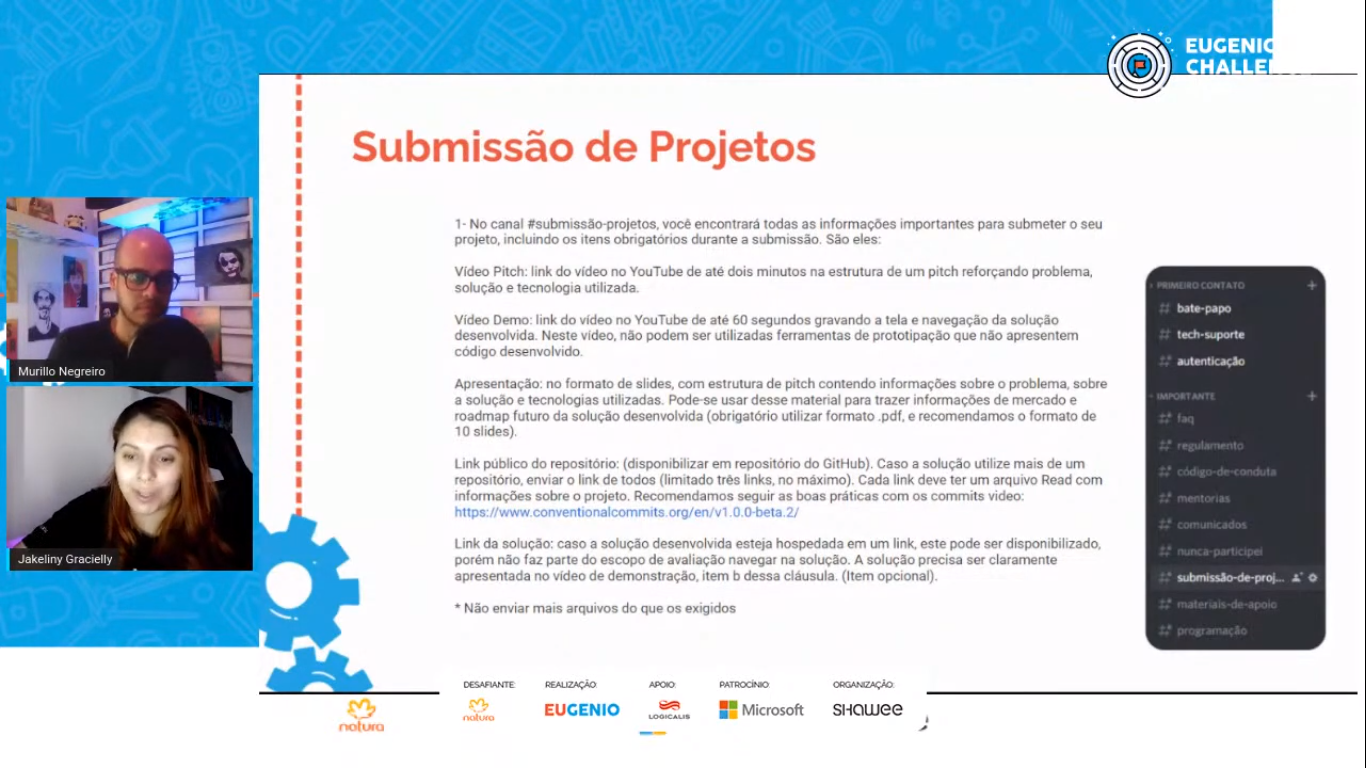 EUGENIO
CHALLENGE
Submissão de Projetos
1- No canal #submissão-projetos, você encontrará todas as informações importantes para submeter o seu
projeto, incluindo os itens obrigatórios durante a submissão. São eles:
Vídeo Pitch: link do vídeo no YouTube de até dois minutos na estrutura de um pitch reforçando problema,
solução e tecnologia utilizada.
Vídeo Demo: link do vídeo no YouTube de até 60 segundos gravando a tela e navegação da solução
desenvolvida. Neste vídeo, não podem ser utilizadas ferramentas de prototipação que não apresentem
código desenvolvido.
Apresentação: no formato de slides, com estrutura de pitch contendo informações sobre o problema, sobre
a solução e tecnologias utilizadas. Pode-se usar desse material para trazer informações de mercado e
roadmap futuro da solução desenvolvida (obrigatório utilizar formato .pdf, e recomendamos o formato de
10 slides).
Link público do repositório: (disponibilizar em repositório do GitHub). Caso a solução utilize mais de um
repositório, enviar o link de todos (limitado três links, no máximo). Cada link deve ter um arquivo Read com
informações sobre o projeto. Recomendamos seguir as boas práticas com os commits video:
https://www.conventionalcommits.org/en/v1.0.0-beta.2/
Link da solução: caso a solução desenvolvida esteja hospedada em um link, este pode ser disponibilizado,
porém não faz parte do escopo de avaliação navegar na solução. A solução precisa ser claramente
apresentada no vídeo de demonstração, item b dessa cláusula. (Item opcional).
* Não enviar mais arquivos do que os exigidos
PRIMEIRO CONTATO +
# bate-papo
# tech-suporte
# autenticação
IMPORTANTE +
# faq
# regulamento
# código-de-conduta
# mentorias
# comunicados
# nunca-participei
# submissão-de-proj...
# materiais-de-apoio
# programação
Murillo Negreiro
Jakeliny Gracielly
natura
DESAFIANTE:
natura
REALIZAÇÃO:
EUGENIO
APOIO:
LOGICALIS
PATROCÍNIO:
Microsoft
ORGANIZAÇÃO:
SHAWEE